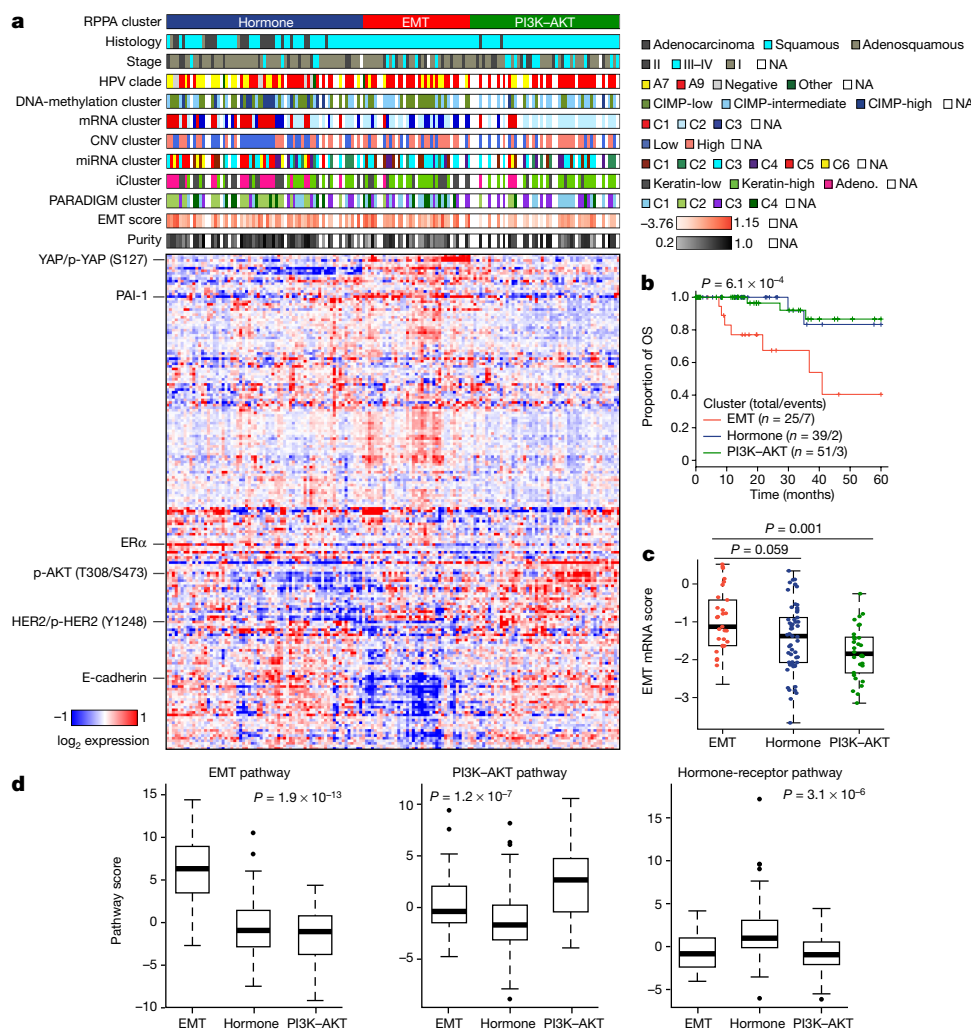 a
RPPA cluster
Hormone EMT PI3K–AKT
Histology
Adenocarcinoma Squamous Adenosquamous
Stage
II III–IV I NA
HPV clade
A7 A9 Negative Other NA
DNA-methylation cluster
CIMP-low CIMP-intermediate CIMP-high NA
mRNA cluster
C1 C2 C3 NA
CNV cluster
Low High NA
miRNA cluster
C1 C2 C3 C4 C5 C6 NA
iCluster
Keratin-low Keratin-high Adeno. NA
PARADIGM cluster
C1 C2 C3 C4 NA
EMT score
−3.76 1.15 NA
Purity
0.2 1.0 NA
YAP/p-YAP (S127)
PAI-1
ERα
p-AKT (T308/S473)
HER2/p-HER2 (Y1248)
E-cadherin
−1 1
log2 expression
b
P = 6.1 × 10−4
Proportion of OS
1.0
0.8
0.6
0.4
0.2
0
Cluster (total/events)
EMT (n = 25/7)
Hormone (n = 39/2)
PI3K–AKT (n = 51/3)
0 10 20 30 40 50 60
Time (months)
c
P = 0.001
P = 0.059
EMT mRNA score
0
−1
−2
−3
EMT Hormone PI3K–AKT
d
EMT pathway
P = 1.9 × 10−13
Pathway score
15
10
5
0
−5
−10
EMT Hormone PI3K–AKT
PI3K–AKT pathway
P = 1.2 × 10−7
10
5
0
−5
EMT Hormone PI3K–AKT
Hormone-receptor pathway
P = 3.1 × 10−6
15
10
5
0
−5
EMT Hormone PI3K–AKT